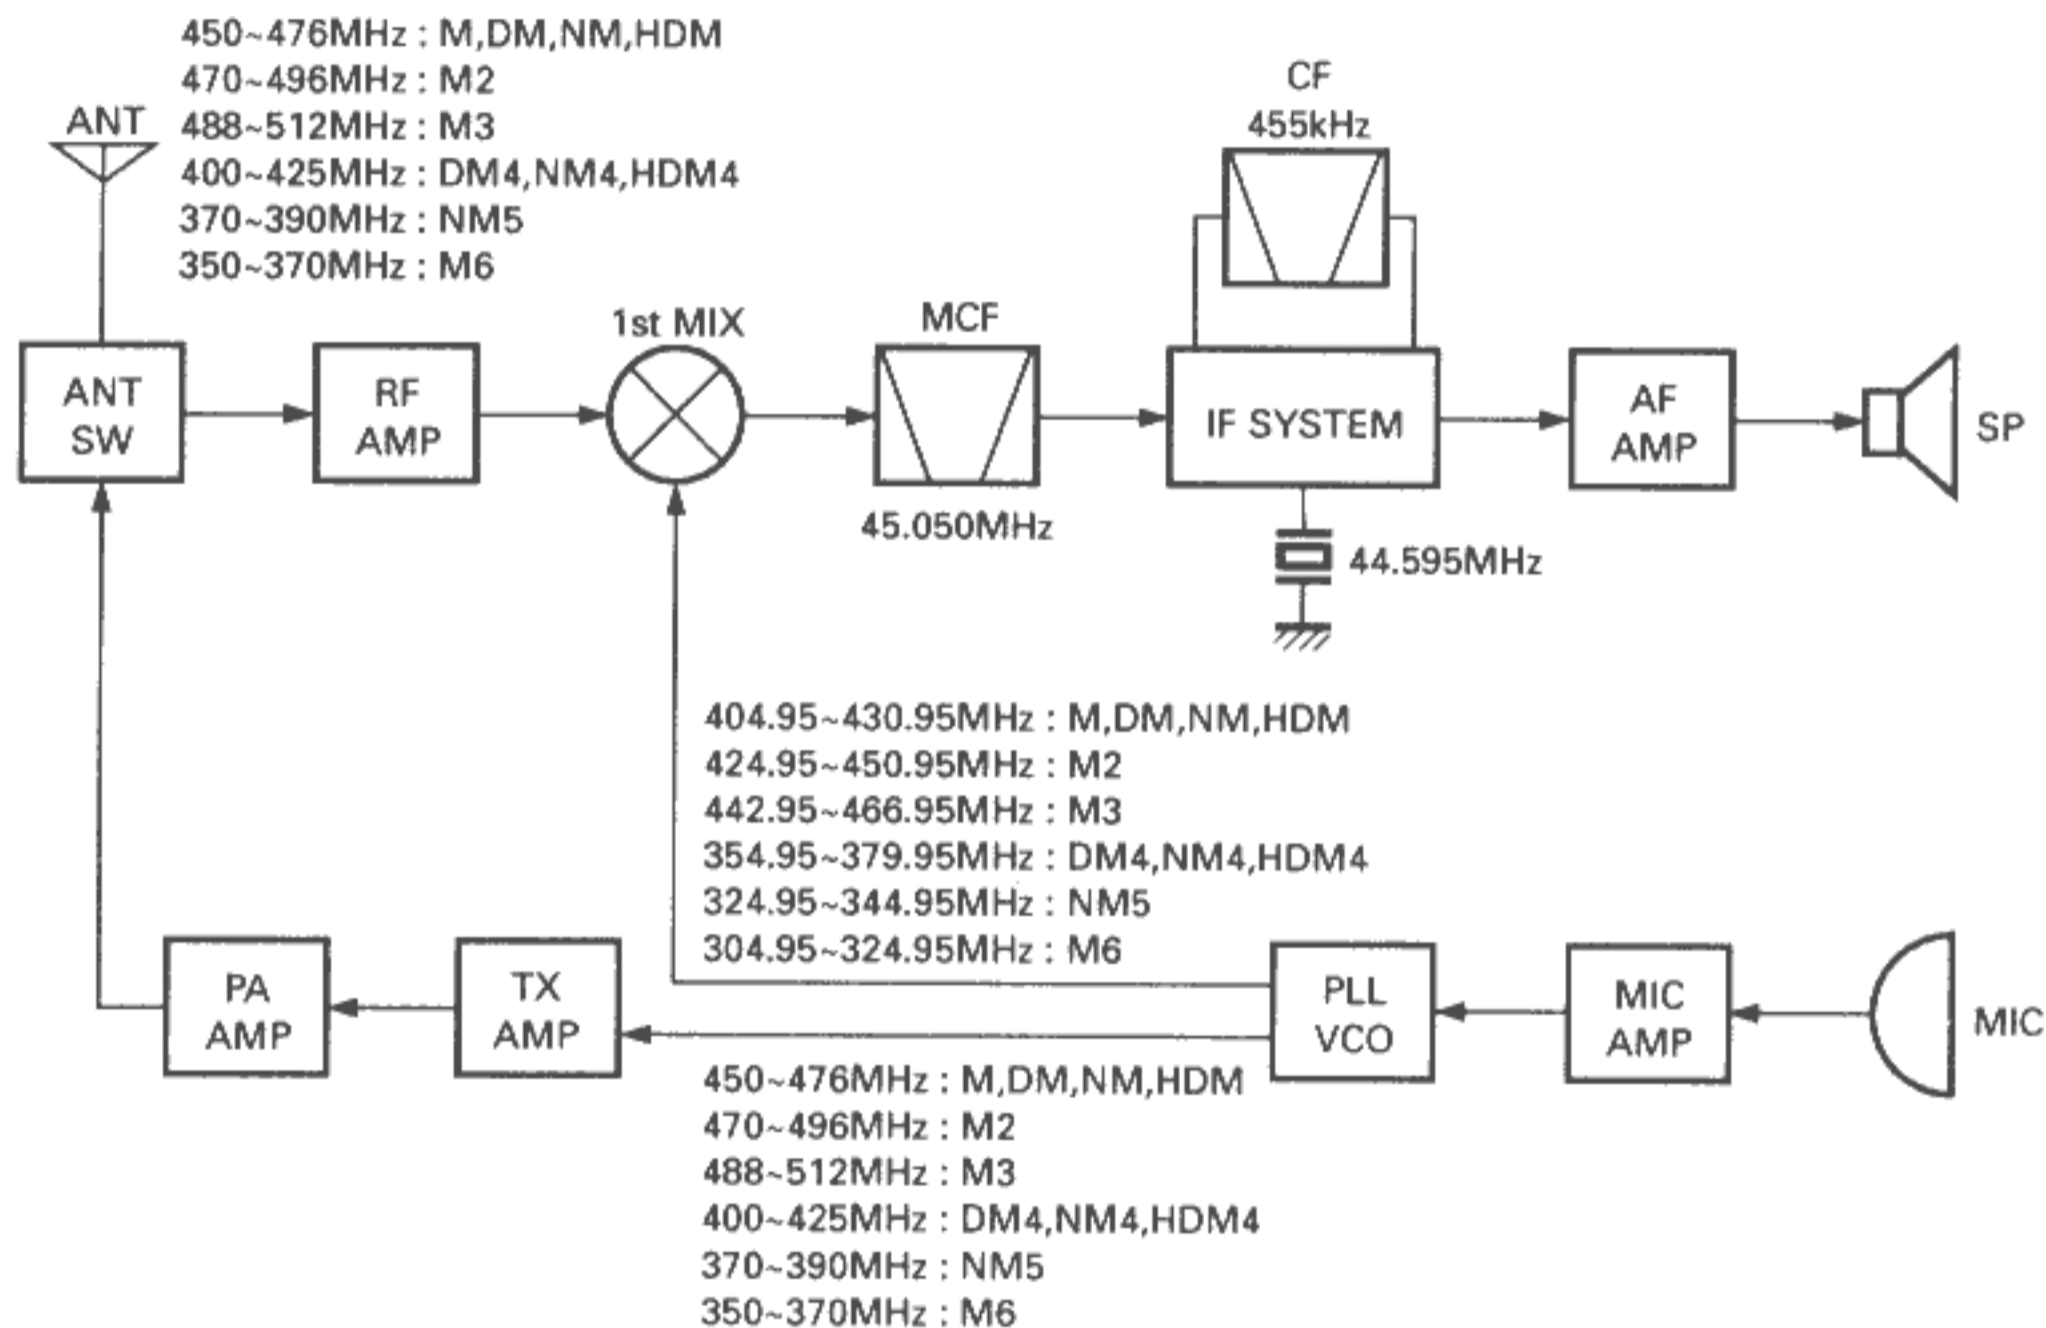 450~476MHz : M,DM,NM,HDM
470~496MHz : M2
488~512MHz : M3
400~425MHz : DM4,NM4,HDM4
370~390MHz : NM5
350~370MHz : M6
ANT
CF
455kHz
1st MIX
MCF
ANT
SW
RF
AMP
IF SYSTEM
AF
AMP
SP
45.050MHz
44.595MHz
404.95~430.95MHz : M,DM,NM,HDM
424.95~450.95MHz : M2
442.95~466.95MHz : M3
354.95~379.95MHz : DM4,NM4,HDM4
324.95~344.95MHz : NM5
304.95~324.95MHz : M6
PA
AMP
TX
AMP
PLL
VCO
MIC
AMP
MIC
450~476MHz : M,DM,NM,HDM
470~496MHz : M2
488~512MHz : M3
400~425MHz : DM4,NM4,HDM4
370~390MHz : NM5
350~370MHz : M6